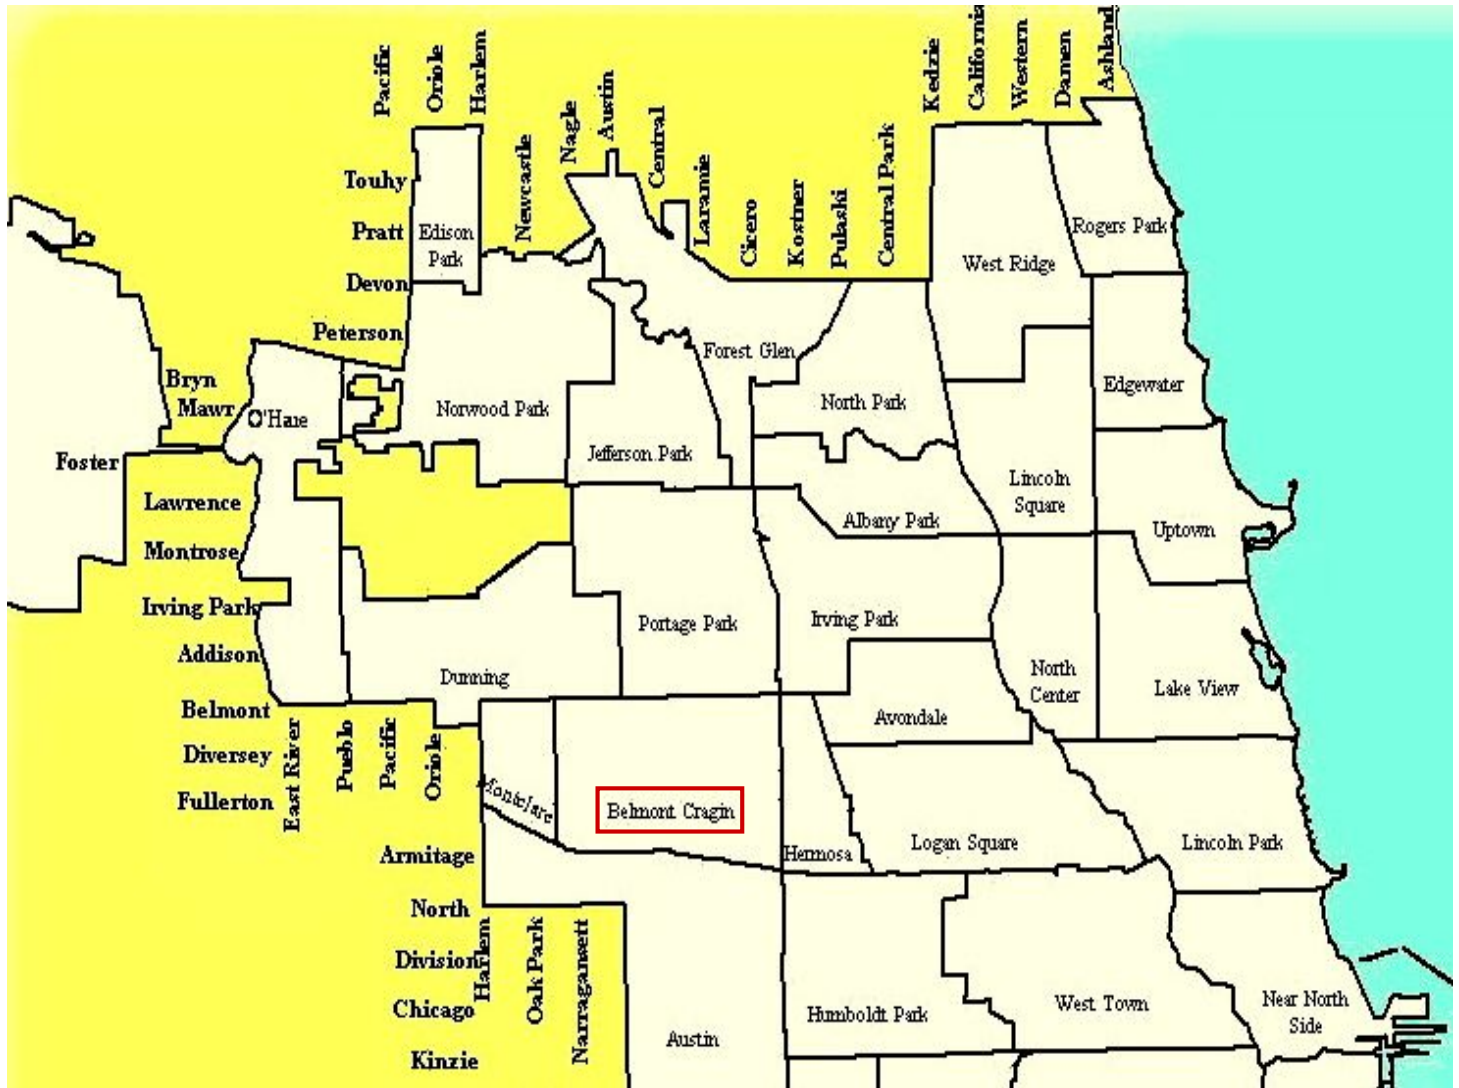 Pacific
Oriole
Harlem
Newcastle
Nagle
Austin
Central
Laramie
Cicero
Kostner
Pulaski
Central Park
Kedzie
California
Western
Damen
Ashland
Touhy
Pratt
Devon
Peterson
Bryn
Mawr
Foster
Lawrence
Montrose
Irving Park
Addison
Belmont
Diversey
Fullerton
East River
Pueblo
Pacific
Oriole
Armitage
North
Division
Chicago
Kinzie
Harlem
Oak Park
Narragansett
Edison
Park
Rogers Park
West Ridge
Forest Glen
Edgewater
O'Hare
Norwood Park
North Park
Jefferson Park
Lincoln
Square
Albany Park
Uptown
Portage Park
Irving Park
Dunning
North
Center
Lake View
Avondale
Montclare
Belmont Cragin
Hermosa
Logan Square
Lincoln Park
Humboldt Park
West Town
Near North
Side
Austin